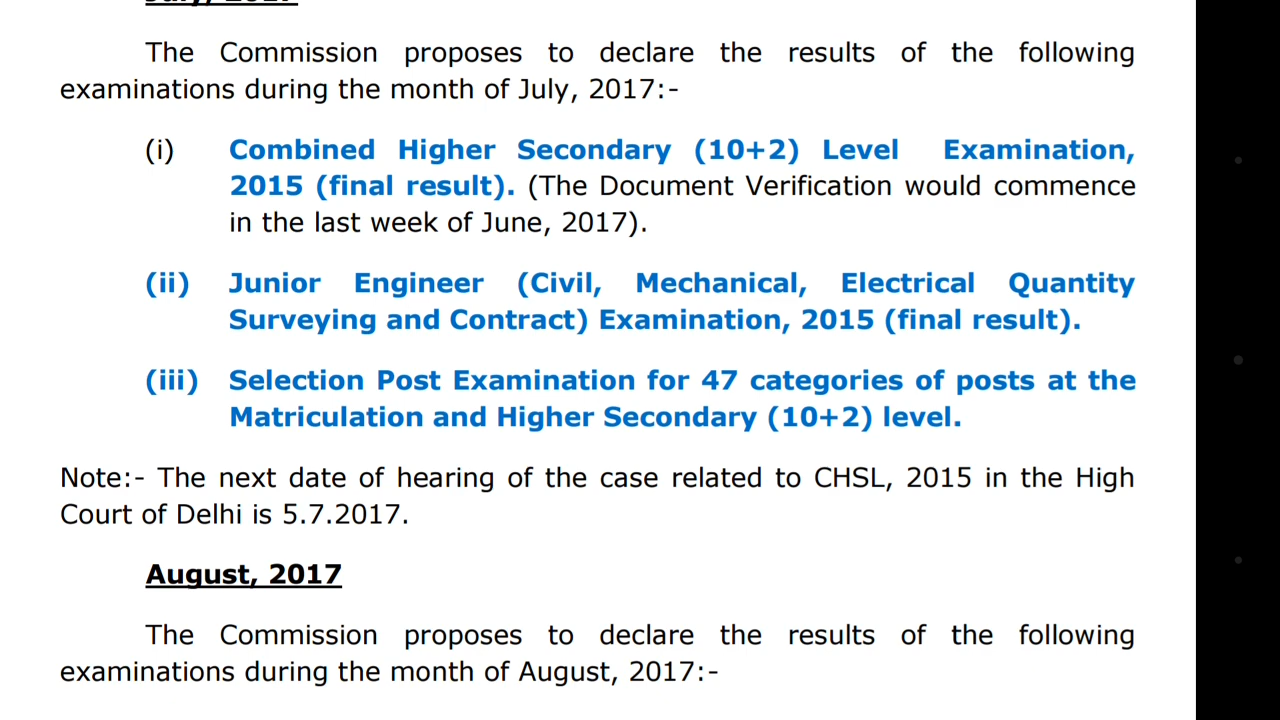 July, 2017
The Commission proposes to declare the results of the following
examinations during the month of July, 2017:-
(i) Combined Higher Secondary (10+2) Level Examination,
2015 (final result). (The Document Verification would commence
in the last week of June, 2017).
(ii) Junior Engineer (Civil, Mechanical, Electrical Quantity
Surveying and Contract) Examination, 2015 (final result).
(iii) Selection Post Examination for 47 categories of posts at the
Matriculation and Higher Secondary (10+2) level.
Note:- The next date of hearing of the case related to CHSL, 2015 in the High
Court of Delhi is 5.7.2017.
August, 2017
The Commission proposes to declare the results of the following
examinations during the month of August, 2017:-